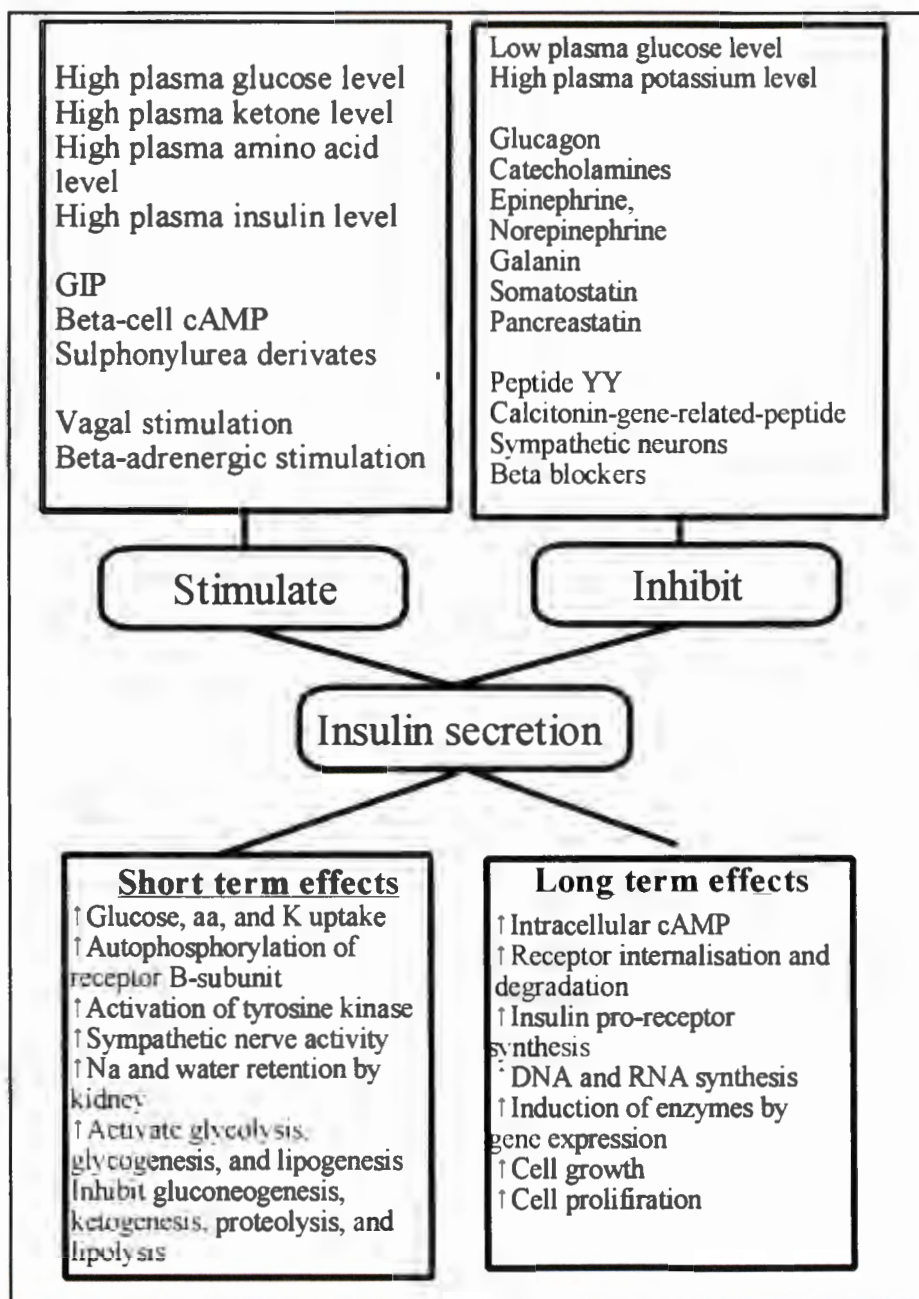 High plasma glucose level
High plasma ketone level
High plasma amino acid
level
High plasma insulin level
GIP
Beta-cell cAMP
Sulphonylurea derivates
Vagal stimulation
Beta-adrenergic stimulation
Low plasma glucose level
High plasma potassium level
Glucagon
Catecholamines
Epinephrine,
Norepinephrine
Galanin
Somatostatin
Pancreastatin
Peptide YY
Calcitonin-gene-related-peptide
Sympathetic neurons
Beta blockers
Stimulate
Inhibit
Insulin secretion
Short term effects
↑Glucose, aa, and K uptake
↑Autophosphorylation of
receptor B-subunit
↑Activation of tyrosine kinase
↑Sympathetic nerve activity
↑Na and water retention by
kidney
↑Activate glycolysis,
glycogenesis, and lipogenesis
Inhibit gluconeogenesis,
ketogenesis, proteolysis, and
lipolysis
Long term effects
↑Intracellular cAMP
↑Receptor internalisation and
degradation
↑Insulin pro-receptor
synthesis
↑DNA and RNA synthesis
↑Induction of enzymes by
gene expression
↑Cell growth
↑Cell prolifiration